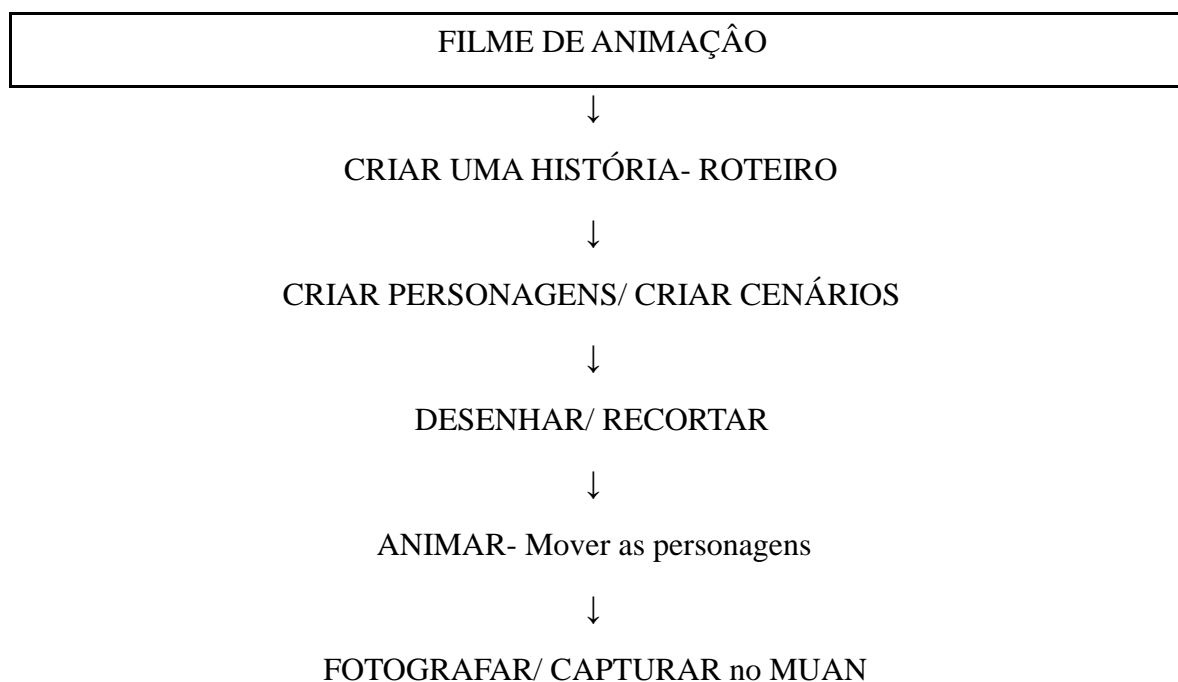 FILME DE ANIMAÇÂO
↓
CRIAR UMA HISTÓRIA- ROTEIRO
↓
CRIAR PERSONAGENS/ CRIAR CENÁRIOS
↓
DESENHAR/ RECORTAR
↓
ANIMAR- Mover as personagens
↓
FOTOGRAFAR/ CAPTURAR no MUAN